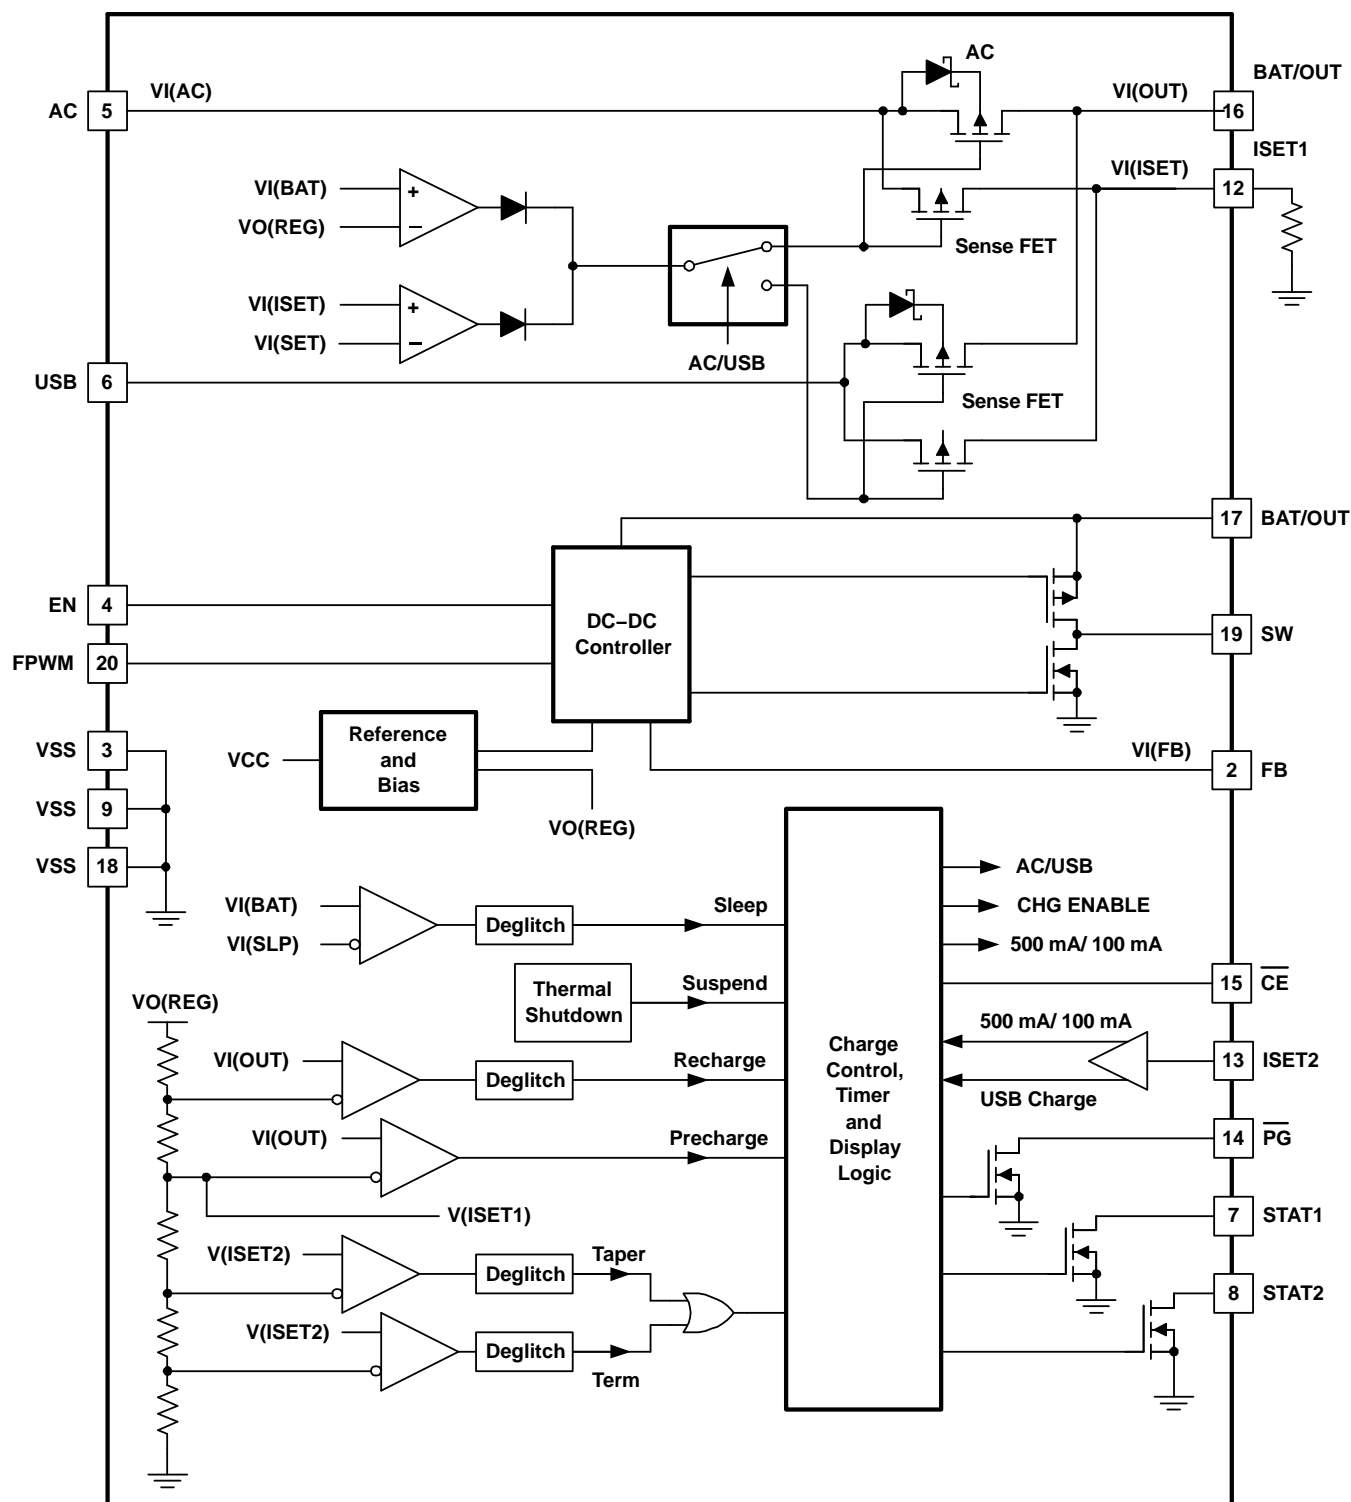 AC
BAT/OUT
AC
5
VI(AC)
VI(OUT)
16
ISET1
VI(BAT)
+
VI(ISET)
12
VO(REG)
−
Sense FET
VI(ISET)
+
VI(SET)
−
AC/USB
USB
6
Sense FET
17
BAT/OUT
EN
4
DC−DC
Controller
19
SW
FPWM
20
Reference
and
Bias
VSS
3
VCC
VI(FB)
2
FB
VSS
9
VO(REG)
VSS
18
AC/USB
VI(BAT)
Deglitch
Sleep
CHG ENABLE
VI(SLP)
500 mA/ 100 mA
Thermal
Shutdown
Suspend
15
CE
VO(REG)
500 mA/ 100 mA
VI(OUT)
Deglitch
Recharge
Charge
Control,
Timer
and
Display
Logic
13
ISET2
USB Charge
VI(OUT)
Precharge
14
PG
V(ISET1)
7
STAT1
V(ISET2)
Deglitch
Taper
8
STAT2
V(ISET2)
Deglitch
Term